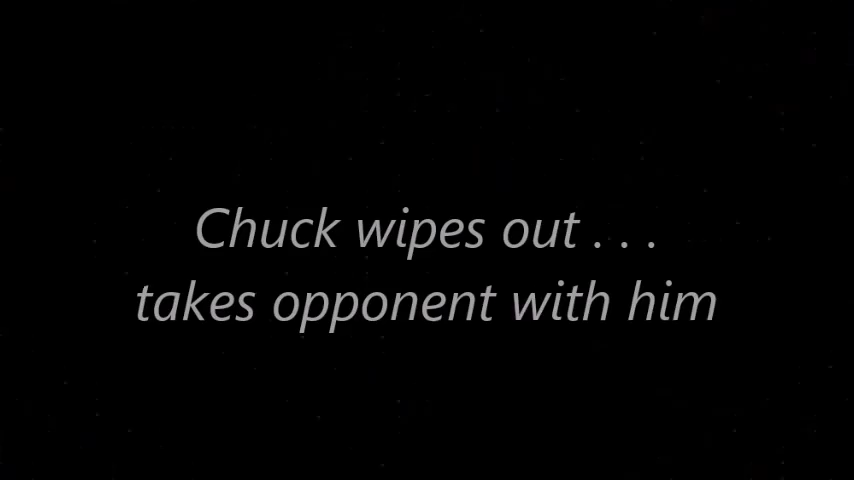 Chuck wipes out . . .
takes opponent with him